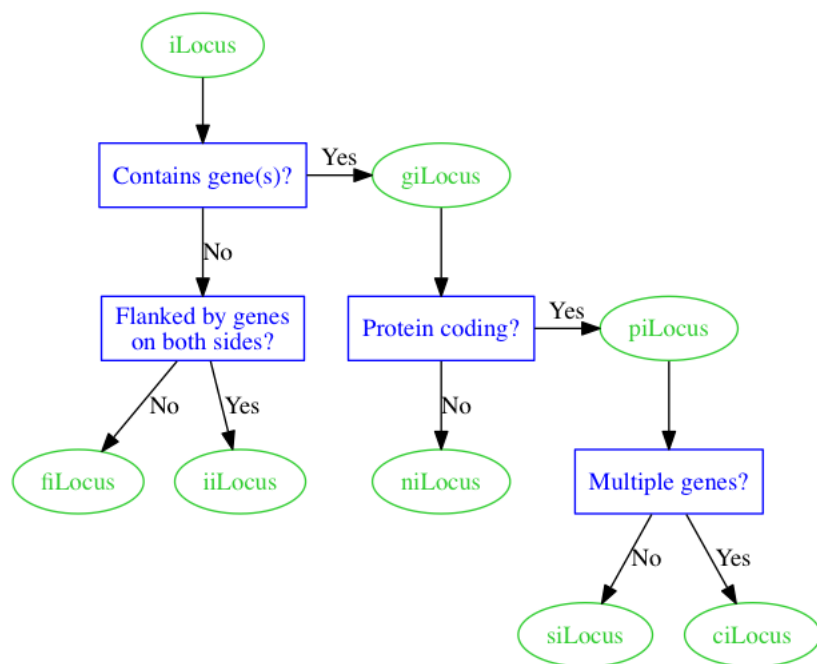 iLocus
Contains gene(s)?
Yes
giLocus
No
Flanked by genes
on both sides?
Protein coding?
Yes
piLocus
No
Yes
No
fiLocus
iiLocus
niLocus
Multiple genes?
No
Yes
siLocus
ciLocus